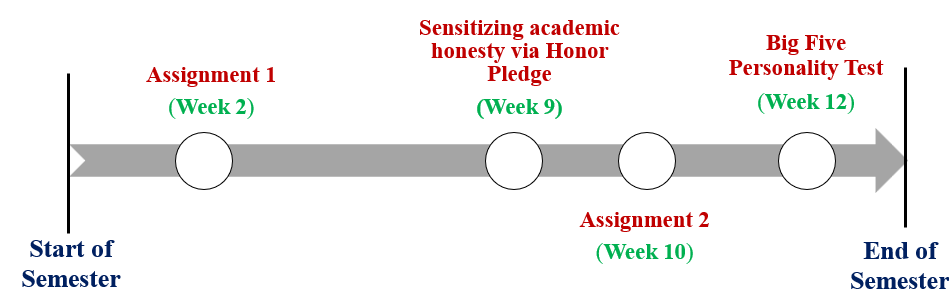 Sensitizing academic
honesty via Honor
Pledge
(Week 9)
Big Five
Personality Test
(Week 12)
Assignment 1
(Week 2)
Assignment 2
(Week 10)
Start of
Semester
End of
Semester